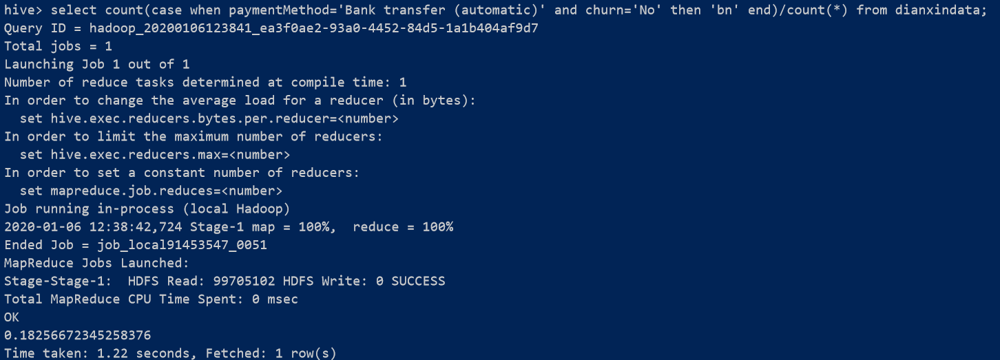 hive> select count(case when paymentMethod='Bank transfer (automatic)' and churn='No' then 'bn' end)/count(*) from dianxindata;
Query ID = hadoop_20200106123841_ea3f0ae2-93a0-4452-84d5-1a1b404af9d7
Total jobs = 1
Launching Job 1 out of 1
Number of reduce tasks determined at compile time: 1
In order to change the average load for a reducer (in bytes):
  set hive.exec.reducers.bytes.per.reducer=<number>
In order to limit the maximum number of reducers:
  set hive.exec.reducers.max=<number>
In order to set a constant number of reducers:
  set mapreduce.job.reduces=<number>
Job running in-process (local Hadoop)
2020-01-06 12:38:42,724 Stage-1 map = 100%,  reduce = 100%
Ended Job = job_local91453547_0051
MapReduce Jobs Launched:
Stage-Stage-1:  HDFS Read: 99705102 HDFS Write: 0 SUCCESS
Total MapReduce CPU Time Spent: 0 msec
OK
0.18256672345258376
Time taken: 1.22 seconds, Fetched: 1 row(s)